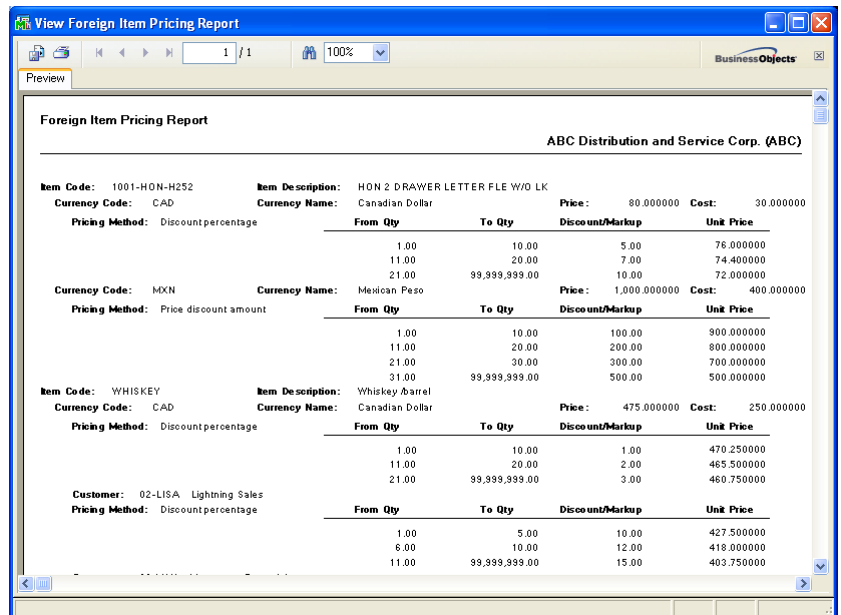 View Foreign Item Pricing Report
1 / 1 100% BusinessObjects
Preview
Foreign Item Pricing Report
ABC Distribution and Service Corp. (ABC)
Item Code: 1001-HON-H252 Item Description: HON 2 DRAWER LETTER FLE W/O LK
Currency Code: CAD Currency Name: Canadian Dollar Price: 80.000000 Cost: 30.000000
Pricing Method: Discount percentage From Qty To Qty Discount/Markup Unit Price
1.00 10.00 5.00 76.000000
11.00 20.00 7.00 74.400000
21.00 99,999,999.00 10.00 72.000000
Currency Code: MXN Currency Name: Mexican Peso Price: 1,000.000000 Cost: 400.000000
Pricing Method: Price discount amount From Qty To Qty Discount/Markup Unit Price
1.00 10.00 100.00 900.000000
11.00 20.00 200.00 800.000000
21.00 30.00 300.00 700.000000
31.00 99,999,999.00 500.00 500.000000
Item Code: WHISKEY Item Description: Whiskey /barrel
Currency Code: CAD Currency Name: Canadian Dollar Price: 475.000000 Cost: 250.000000
Pricing Method: Discount percentage From Qty To Qty Discount/Markup Unit Price
1.00 10.00 1.00 470.250000
11.00 20.00 2.00 465.500000
21.00 99,999,999.00 3.00 460.750000
Customer: 02-LISA Lightning Sales
Pricing Method: Discount percentage From Qty To Qty Discount/Markup Unit Price
1.00 5.00 10.00 427.500000
6.00 10.00 12.00 418.000000
11.00 99,999,999.00 15.00 403.750000